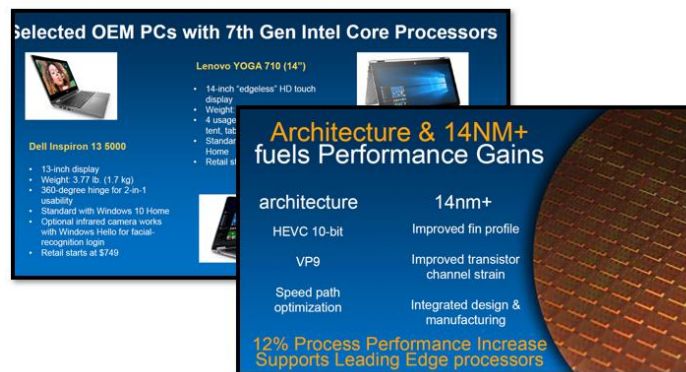 Selected OEM PCs with 7th Gen Intel Core Processors
Lenovo YOGA 710 (14")
• 14-inch "edgeless" HD touch
display
• Weight:
• 4 usage
tent,
• Standar
Home
• Retail
Dell Inspiron 13 5000
• 13-inch display
• Weight: 3.77 lb. (1.7 kg)
• 360-degree hinge for 2-in-1
usability
• Standard with Windows 10 Home
• Optional infrared camera works
with Windows Hello for facial-
recognition login
• Retail starts at $749
Architecture & 14NM+
fuels Performance Gains
architecture
HEVC 10-bit
VP9
Speed path
optimization
14nm+
Improved fin profile
Improved transistor
channel strain
Integrated design &
manufacturing
12% Process Performance Increase
Supports Leading Edge processors